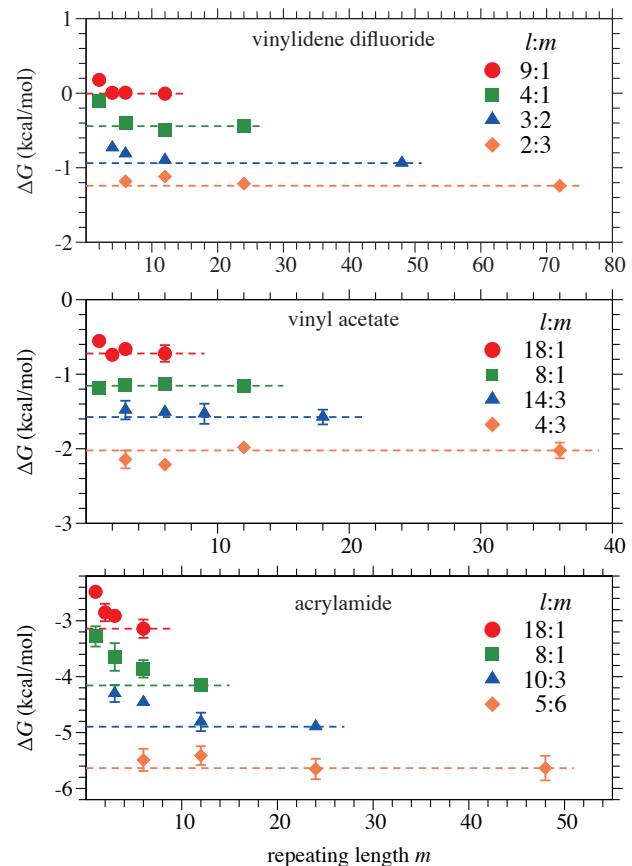 1
vinylidene difluoride
l:m
9:1
0
4:1
3:2
ΔG (kcal/mol)
2:3
-1
-2
10 20 30 40 50 60 70 80
0
vinyl acetate
l:m
18:1
-1
8:1
14:3
ΔG (kcal/mol)
4:3
-2
-3
10 20 30 40
acrylamide
l:m
-3
18:1
8:1
-4
10:3
ΔG (kcal/mol)
5:6
-5
-6
10 20 30 40 50
repeating length m